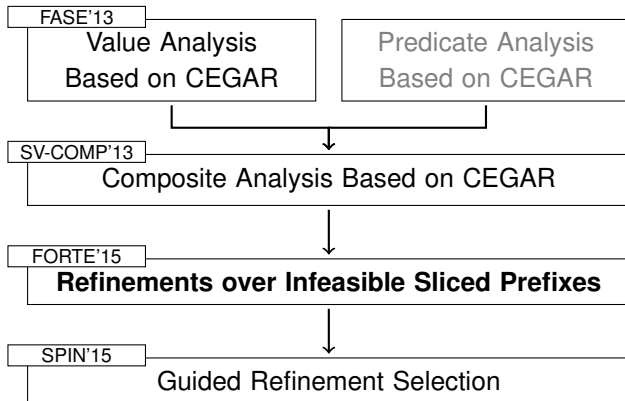 FASE'13
Value Analysis
Based on CEGAR
Predicate Analysis
Based on CEGAR
SV-COMP'13
Composite Analysis Based on CEGAR
FORTE'15
Refinements over Infeasible Sliced Prefixes
SPIN'15
Guided Refinement Selection